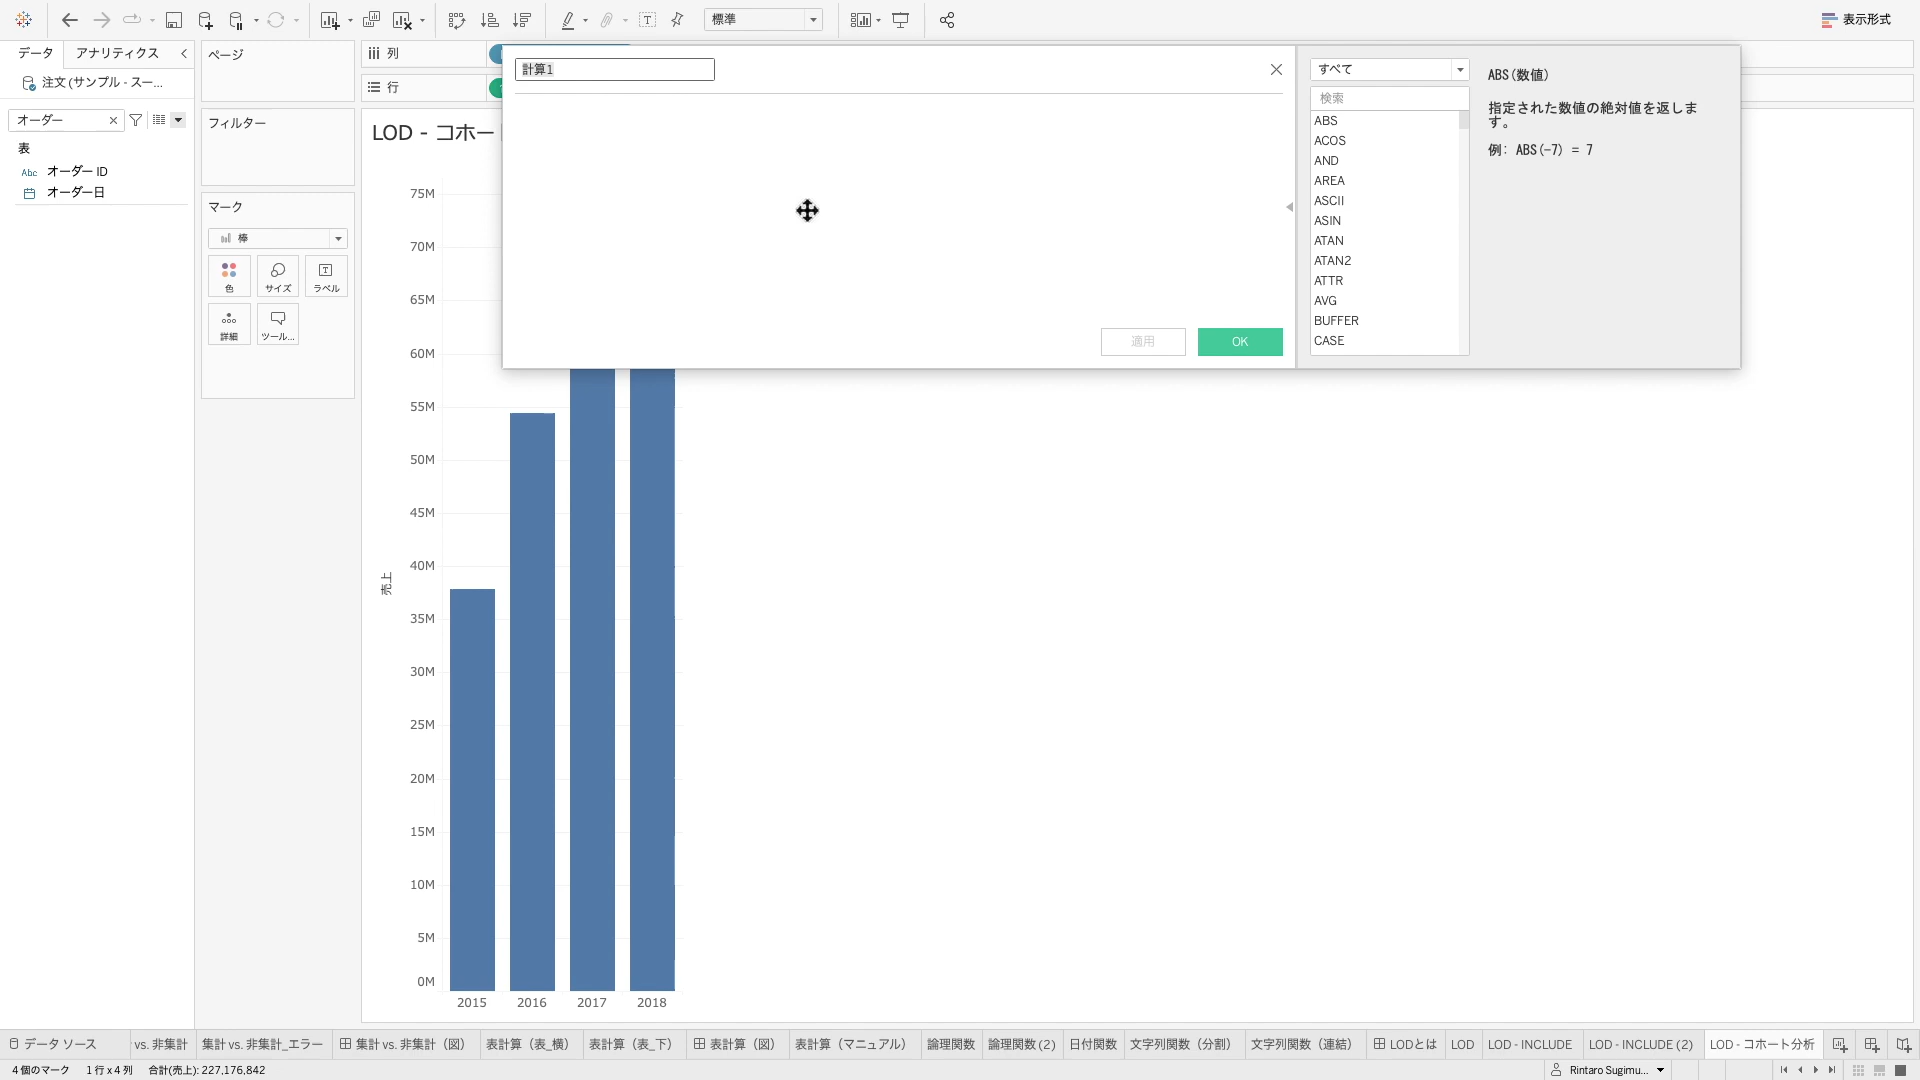 標準
表示形式
データ
アナリティクス
注文 (サンプル - スー...
オーダー
表
Abc オーダー ID
オーダー日
ページ
フィルター
マーク
棒
色
サイズ
ラベル
詳細
ツール...
列
行
LOD - コホー
75M
70M
65M
60M
55M
50M
45M
40M
35M
30M
25M
20M
15M
10M
5M
0M
売上
2015
2016
2017
2018
計算1
適用
OK
すべて
検索
ABS
ACOS
AND
AREA
ASCII
ASIN
ATAN
ATAN2
ATTR
AVG
BUFFER
CASE
ABS(数値)
指定された数値の絶対値を返しま
す。
例: ABS(-7) = 7
データ ソース
vs. 非集計
集計 vs. 非集計_エラー
集計 vs. 非集計（図）
表計算（表_横）
表計算（表_下）
表計算（図）
表計算（マニュアル）
論理関数
論理関数 (2)
日付関数
文字列関数（分割）
文字列関数（連結）
LODとは
LOD
LOD - INCLUDE
LOD - INCLUDE (2)
LOD - コホート分析
4 個のマーク
1 行 x 4 列
合計(売上): 227,176,842
Rintaro Sugimu...